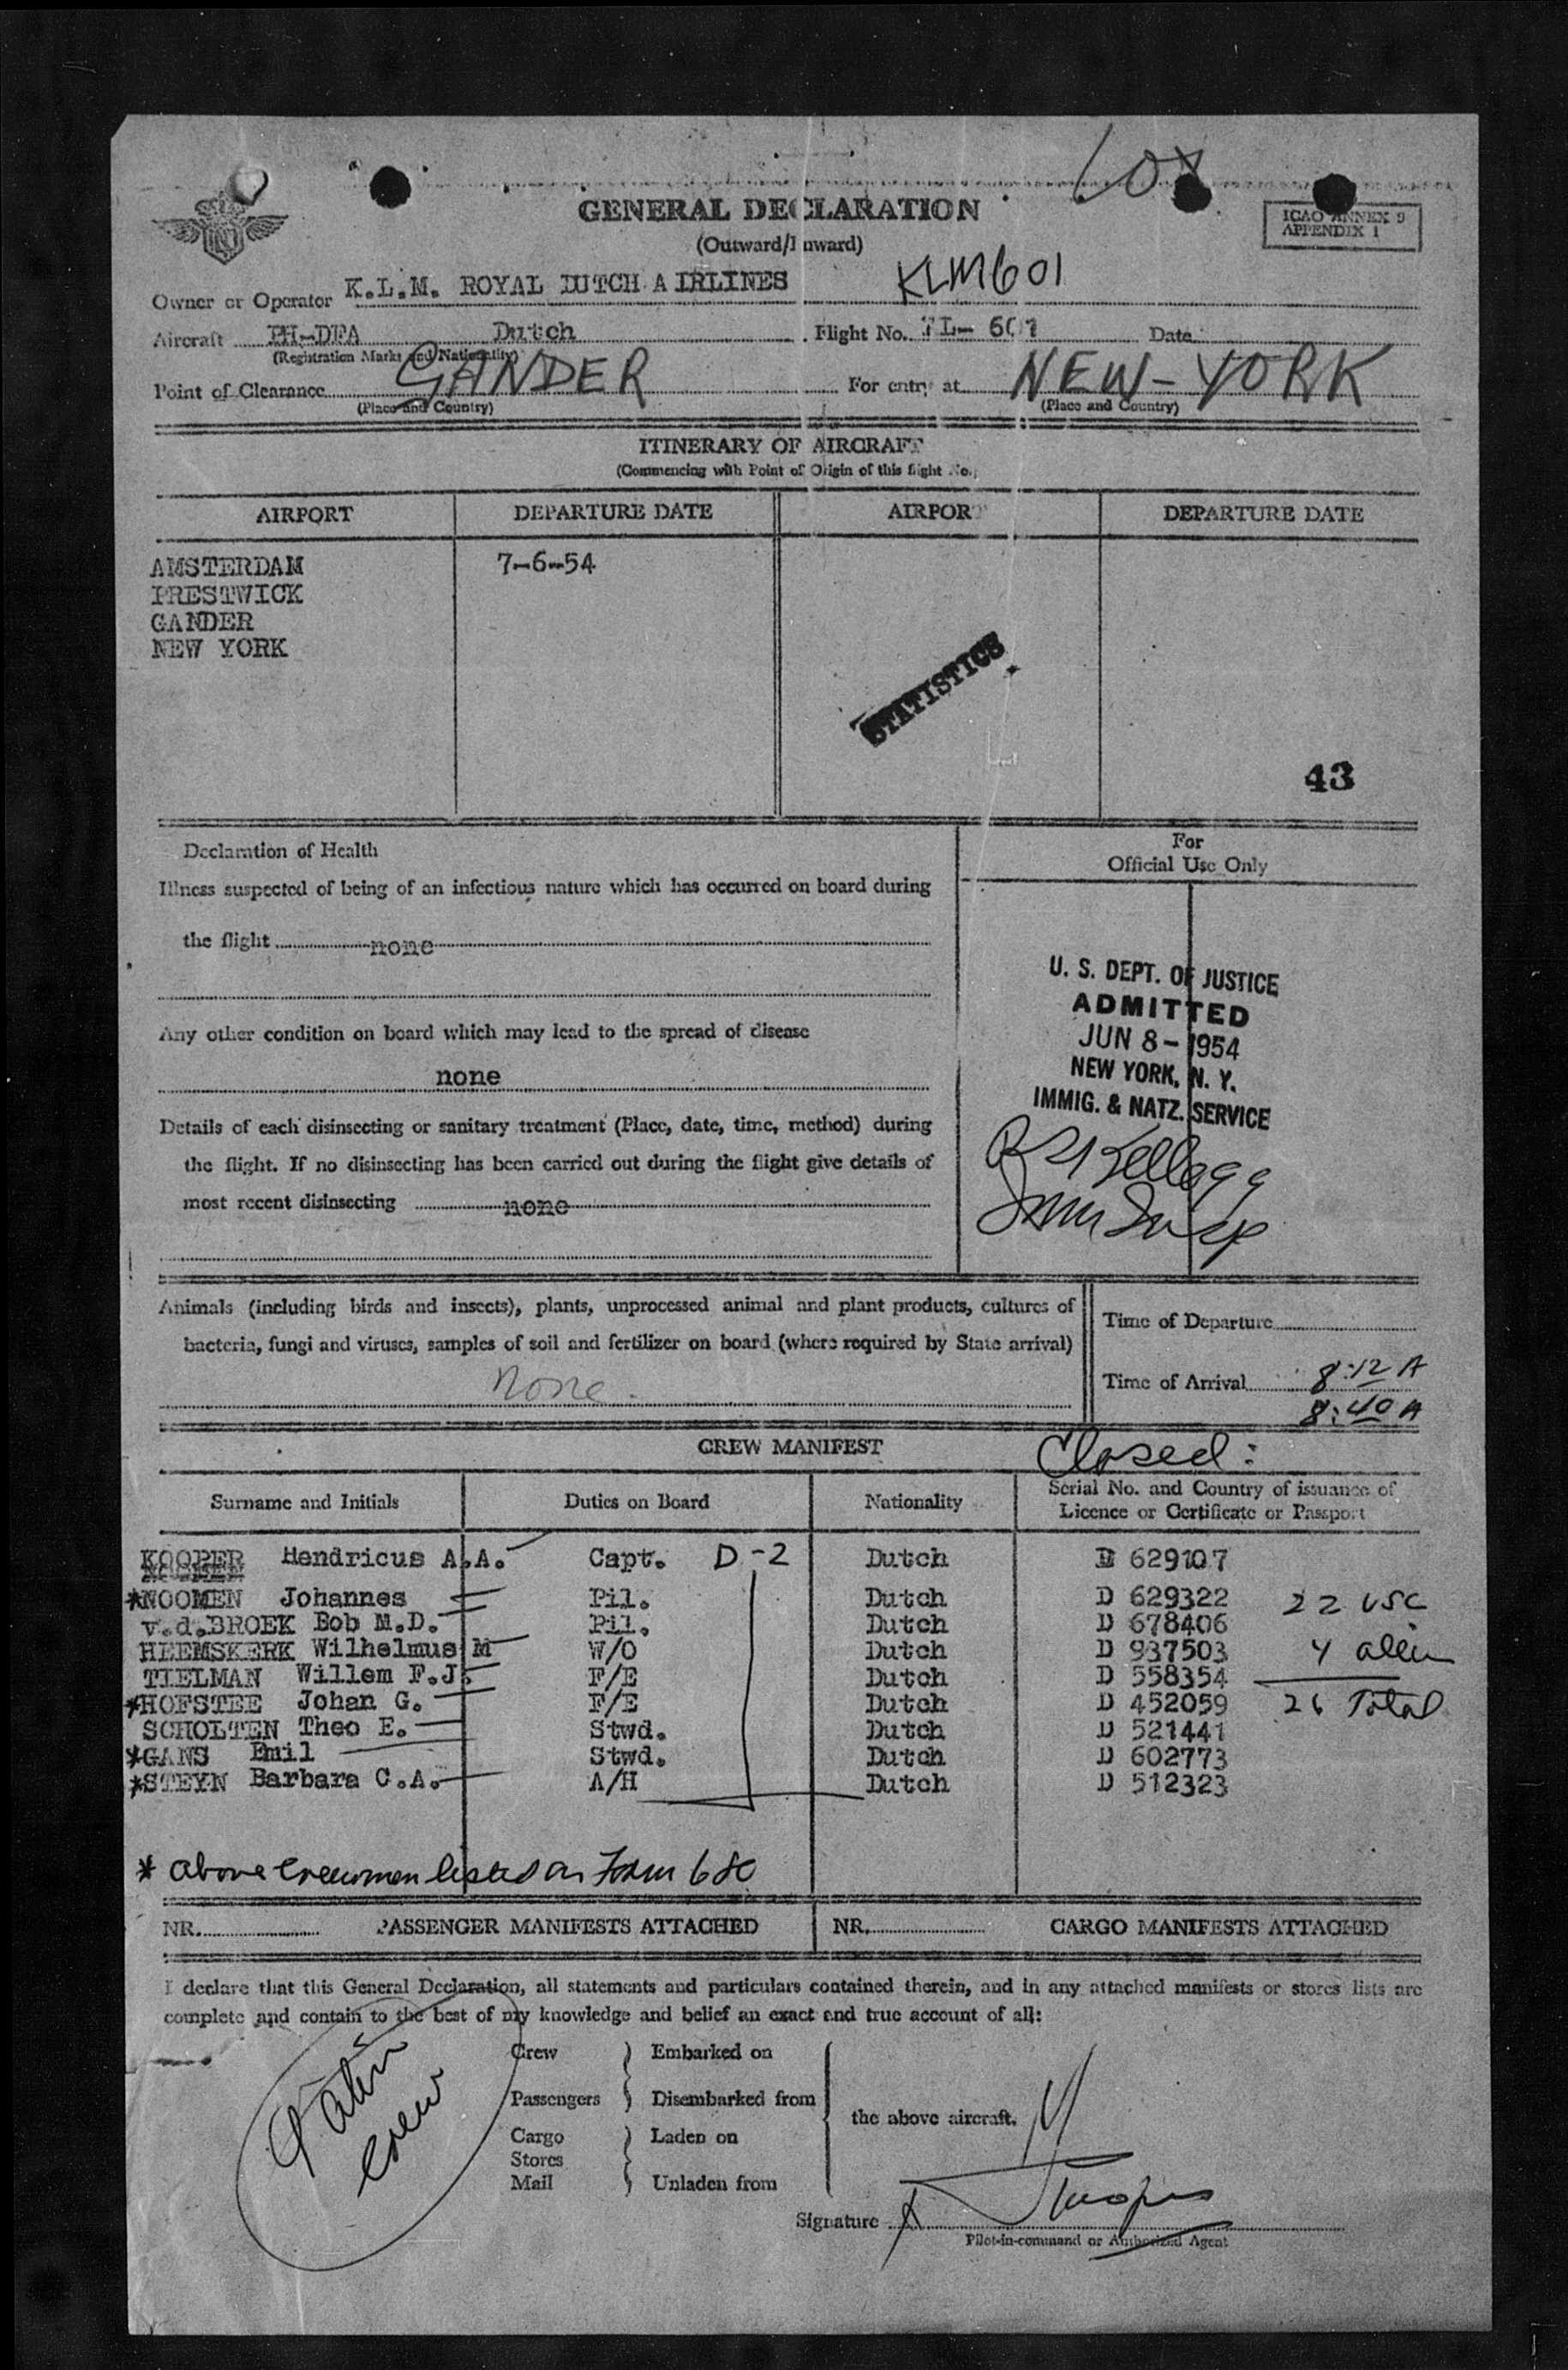 GENERAL DECLARATION
(Outward/Inward)
ICAO ANNEX 9
APPENDIX 1
Owner or Operator K.L.M. ROYAL DUTCH AIRLINES KLM601
Aircraft Dutch Flight No. 601 Date
(Registration Marks and Nationality)
Point of Clearance GANDER For entry at NEW-YORK
(Place and Country) (Place and Country)
ITINERARY OF AIRCRAFT
(Commencing with Point of Origin of this flight No.)
AIRPORT DEPARTURE DATE AIRPORT DEPARTURE DATE
AMSTERDAM 7-6-54
PRESTWICK
GANDER
NEW YORK
STATISTICS
43
Declaration of Health
Illness suspected of being of an infectious nature which has occurred on board during
the flight none
Any other condition on board which may lead to the spread of disease
none
Details of each disinsecting or sanitary treatment (Place, date, time, method) during
the flight. If no disinsecting has been carried out during the flight give details of
most recent disinsecting none
For
Official Use Only
U. S. DEPT. OF JUSTICE
ADMITTED
JUN 8 - 1954
NEW YORK, N. Y.
IMMIG. & NATZ. SERVICE
Kellogg
Animals (including birds and insects), plants, unprocessed animal and plant products, cultures of
bacteria, fungi and viruses, samples of soil and fertilizer on board (where required by State arrival)
none.
Time of Departure
Time of Arrival 8:12 A
8:40 A
CREW MANIFEST Closed:
Surname and Initials Duties on Board Nationality Serial No. and Country of issuance of
Licence or Certificate or Passport
KOOPER Hendricus A.A. Capt. D-2 Dutch D 629107
*NOOMEN Johannes Pil. Dutch D 629322 22 USC
v.d.BROEK Bob M.D. Pil. Dutch D 678406
HEEMSKERK Wilhelmus M W/O Dutch D 937503 4 alien
TIELMAN Willem F.J. F/E Dutch D 558354
*HOFSTEE Johan G. F/E Dutch D 452059 26 Total
SCHOLTEN Theo E. Stwd. Dutch D 521441
*GANS Emil Stwd. Dutch D 602773
*STEYN Barbara C.A. A/H Dutch D 512323
* above crewmen listed on Form 680
NR. PASSENGER MANIFESTS ATTACHED NR. CARGO MANIFESTS ATTACHED
I declare that this General Declaration, all statements and particulars contained therein, and in any attached manifests or stores lists are
complete and contain to the best of my knowledge and belief an exact and true account of all:
Crew Embarked on
Passengers Disembarked from
the above aircraft.
Cargo Laden on
Stores
Mail Unladen from
9 alien
crew
Signature
Pilot-in-command or Authorized Agent